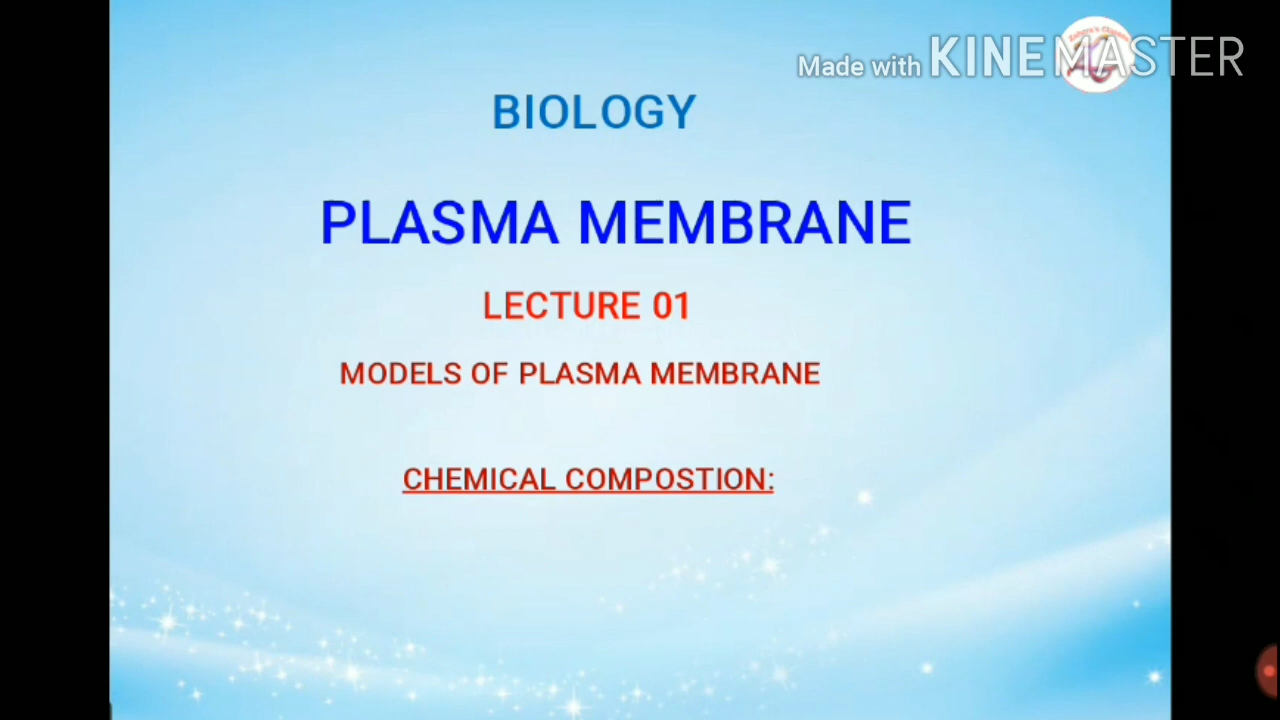 Made with KINEMASTER
BIOLOGY
PLASMA MEMBRANE
LECTURE 01
MODELS OF PLASMA MEMBRANE
CHEMICAL COMPOSTION: